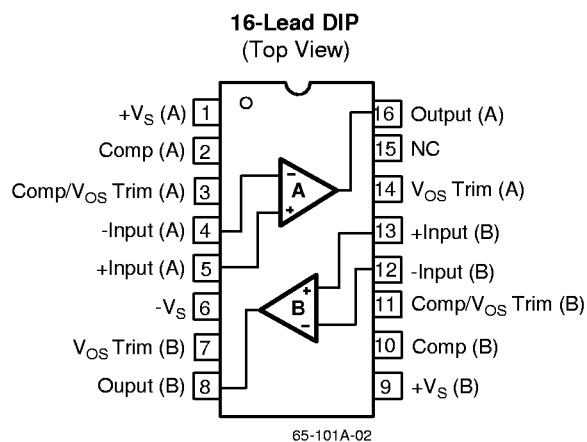 16-Lead DIP
(Top View)
+VS (A) 1
Comp (A) 2
Comp/VOS Trim (A) 3
-Input (A) 4
+Input (A) 5
-VS 6
VOS Trim (B) 7
Ouput (B) 8
16 Output (A)
15 NC
14 VOS Trim (A)
13 +Input (B)
12 -Input (B)
11 Comp/VOS Trim (B)
10 Comp (B)
9 +VS (B)
− A +
+ B −
65-101A-02